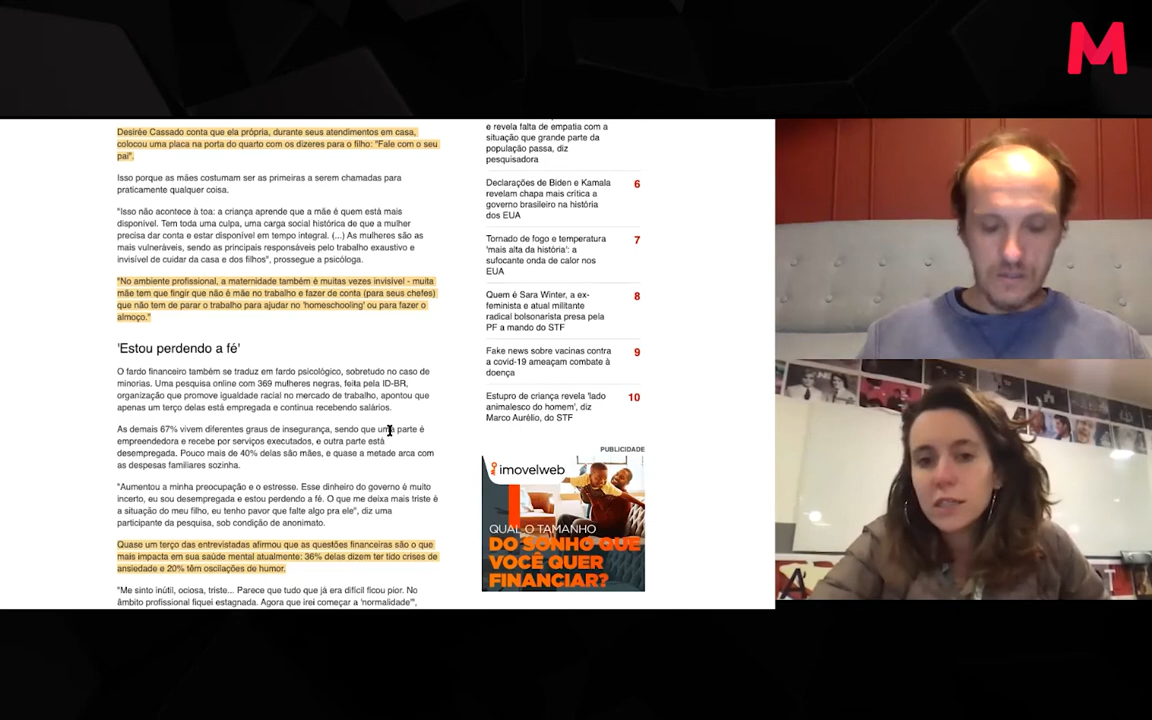 M
Desirée Cassado conta que ela própria, durante seus atendimentos em casa,
colocou uma placa na porta do quarto com os dizeres para o filho: "Fale com o seu
pai".
Isso porque as mães costumam ser as primeiras a serem chamadas para
praticamente qualquer coisa.
"Isso não acontece à toa: a criança aprende que a mãe é quem está mais
disponível. Tem toda uma culpa, uma carga social histórica de que a mulher
precisa dar conta e estar disponível em tempo integral. (...) As mulheres são as
mais vulneráveis, sendo as principais responsáveis pelo trabalho exaustivo e
invisível de cuidar da casa e dos filhos", prossegue a psicóloga.
"No ambiente profissional, a maternidade também é muitas vezes invisível - muita
mãe tem que fingir que não é mãe no trabalho e fazer de conta (para seus chefes)
que não tem de parar o trabalho para ajudar no 'homeschooling' ou para fazer o
almoço."
'Estou perdendo a fé'
O fardo financeiro também se traduz em fardo psicológico, sobretudo no caso de
minorias. Uma pesquisa online com 369 mulheres negras, feita pela ID-BR,
organização que promove igualdade racial no mercado de trabalho, apontou que
apenas um terço delas está empregada e continua recebendo salários.
As demais 67% vivem diferentes graus de insegurança, sendo que uma parte é
empreendedora e recebe por serviços executados, e outra parte está
desempregada. Pouco mais de 40% delas são mães, e quase a metade arca com
as despesas familiares sozinha.
"Aumentou a minha preocupação e o estresse. Esse dinheiro do governo é muito
incerto, eu sou desempregada e estou perdendo a fé. O que me deixa mais triste é
a situação do meu filho, eu tenho pavor que falte algo pra ele", diz uma
participante da pesquisa, sob condição de anonimato.
Quase um terço das entrevistadas afirmou que as questões financeiras são o que
mais impacta em sua saúde mental atualmente: 36% delas dizem ter tido crises de
ansiedade e 20% têm oscilações de humor.
"Me sinto inútil, ociosa, triste... Parece que tudo que já era difícil ficou pior. No
âmbito profissional fiquei estagnada. Agora que irei começar a 'normalidade'",
e revela falta de empatia com a
situação que grande parte da
população passa, diz
pesquisadora
Declarações de Biden e Kamala 6
revelam chapa mais crítica a
governo brasileiro na história
dos EUA
Tornado de fogo e temperatura 7
'mais alta da história': a
sufocante onda de calor nos
EUA
Quem é Sara Winter, a ex- 8
feminista e atual militante
radical bolsonarista presa pela
PF a mando do STF
Fake news sobre vacinas contra 9
a covid-19 ameaçam combate à
doença
Estupro de criança revela 'lado 10
animalesco do homem', diz
Marco Aurélio, do STF
PUBLICIDADE
imovelweb
QUAL O TAMANHO
DO SONHO QUE
VOCÊ QUER
FINANCIAR?